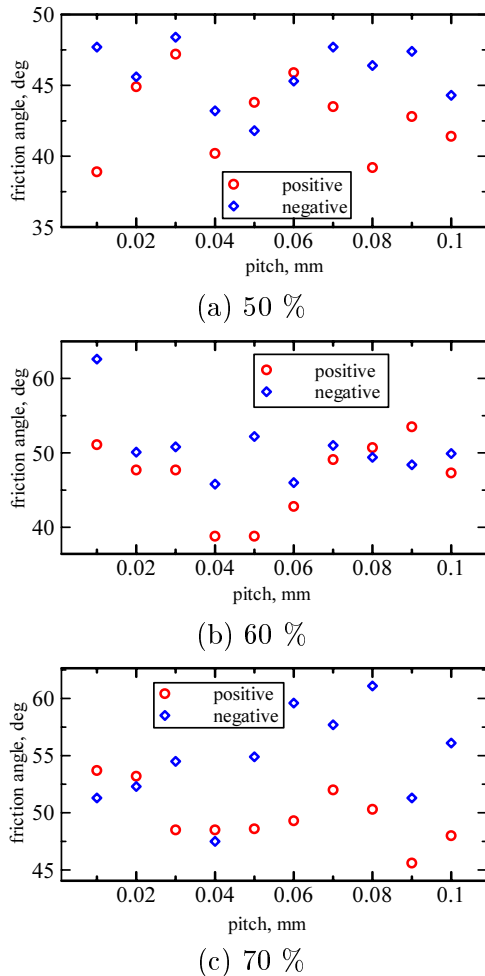 50
45
40
35
friction angle, deg
positive
negative
0.02 0.04 0.06 0.08 0.1
pitch, mm
(a) 50 %
60
50
40
friction angle, deg
positive
negative
0.02 0.04 0.06 0.08 0.1
pitch, mm
(b) 60 %
60
55
50
45
friction angle, deg
positive
negative
0.02 0.04 0.06 0.08 0.1
pitch, mm
(c) 70 %